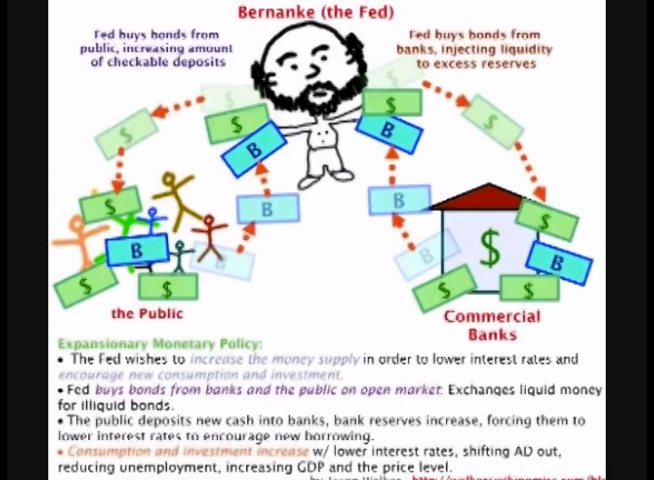 Bernanke (the Fed)
Fed buys bonds from
public, increasing amount
of checkable deposits
Fed buys bonds from
banks, injecting liquidity
to excess reserves
$
$
$
$
B
B
$
B
B
$
$
B
B
B
$
$
$
$
B
$
$
the Public
Commercial
Banks
Expansionary Monetary Policy:
• The Fed wishes to increase the money supply in order to lower interest rates and
encourage new consumption and investment.
• Fed buys bonds from banks and the public on open market. Exchanges liquid money
for illiquid bonds.
• The public deposits new cash into banks, bank reserves increase, forcing them to
lower interest rates to encourage new borrowing.
• Consumption and investment increase w/ lower interest rates, shifting AD out,
reducing unemployment, increasing GDP and the price level.
by Jason Welker